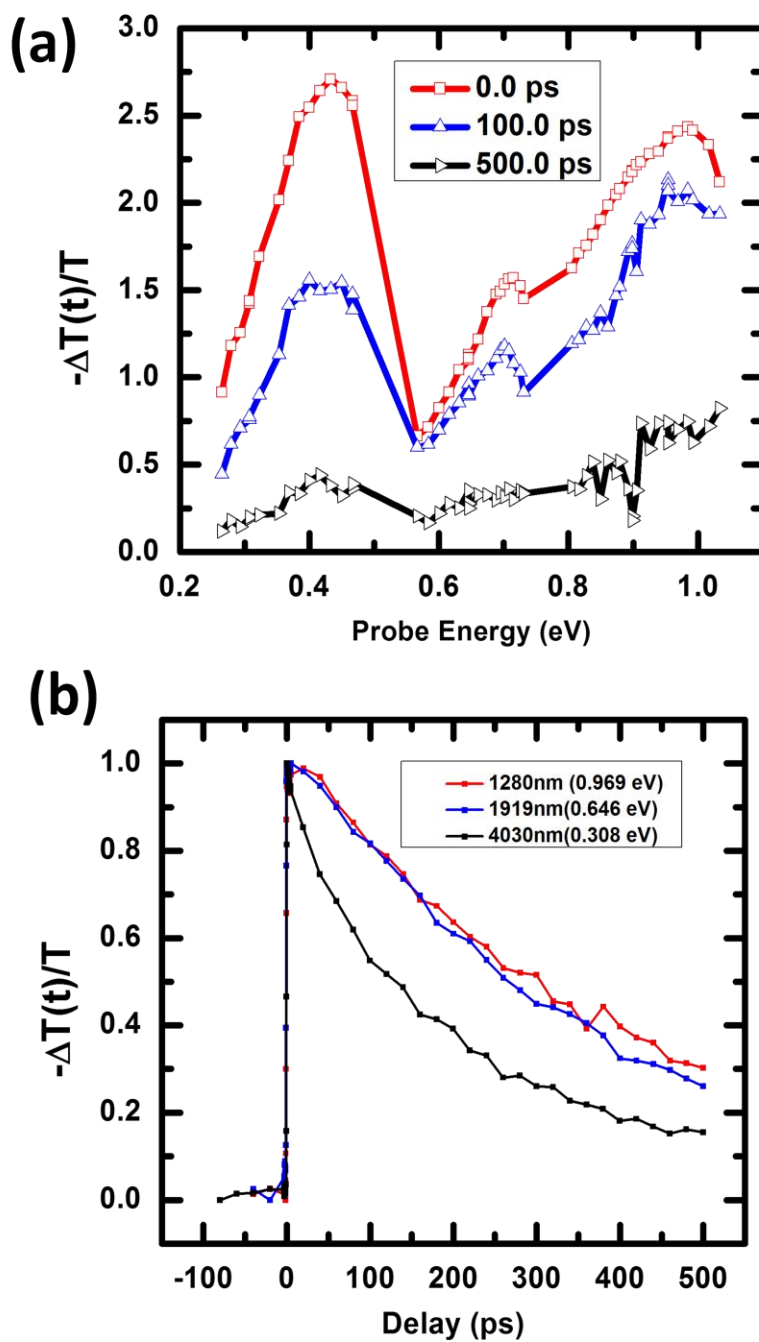 (a)
3.0
2.5
2.0
1.5
1.0
0.5
0.0
-ΔT(t)/T
0.0 ps
100.0 ps
500.0 ps
0.2 0.4 0.6 0.8 1.0
Probe Energy (eV)
(b)
1.0
0.8
0.6
0.4
0.2
0.0
-ΔT(t)/T
1280nm (0.969 eV)
1919nm(0.646 eV)
4030nm(0.308 eV)
-100 0 100 200 300 400 500
Delay (ps)